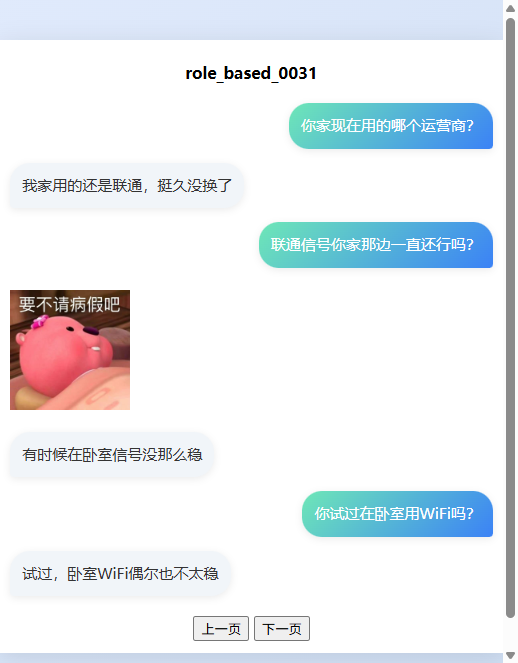 role_based_0031
你家现在用的哪个运营商？
我家用的还是联通，挺久没换了
联通信号你家那边一直还行吗？
要不请病假吧
有时候在卧室信号没那么稳
你试过在卧室用WiFi吗？
试过，卧室WiFi偶尔也不太稳
上一页 下一页